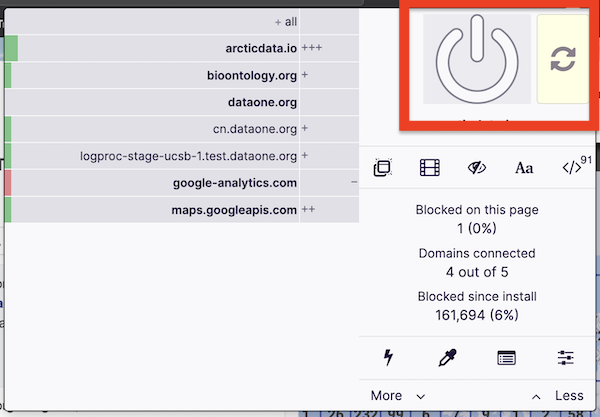 + all
arcticdata.io +++
bioontology.org +
dataone.org
cn.dataone.org +
logproc-stage-ucsb-1.test.dataone.org +
google-analytics.com –
maps.googleapis.com ++
Aa </> 91
Blocked on this page
1 (0%)
Domains connected
4 out of 5
Blocked since install
161,694 (6%)
More Less